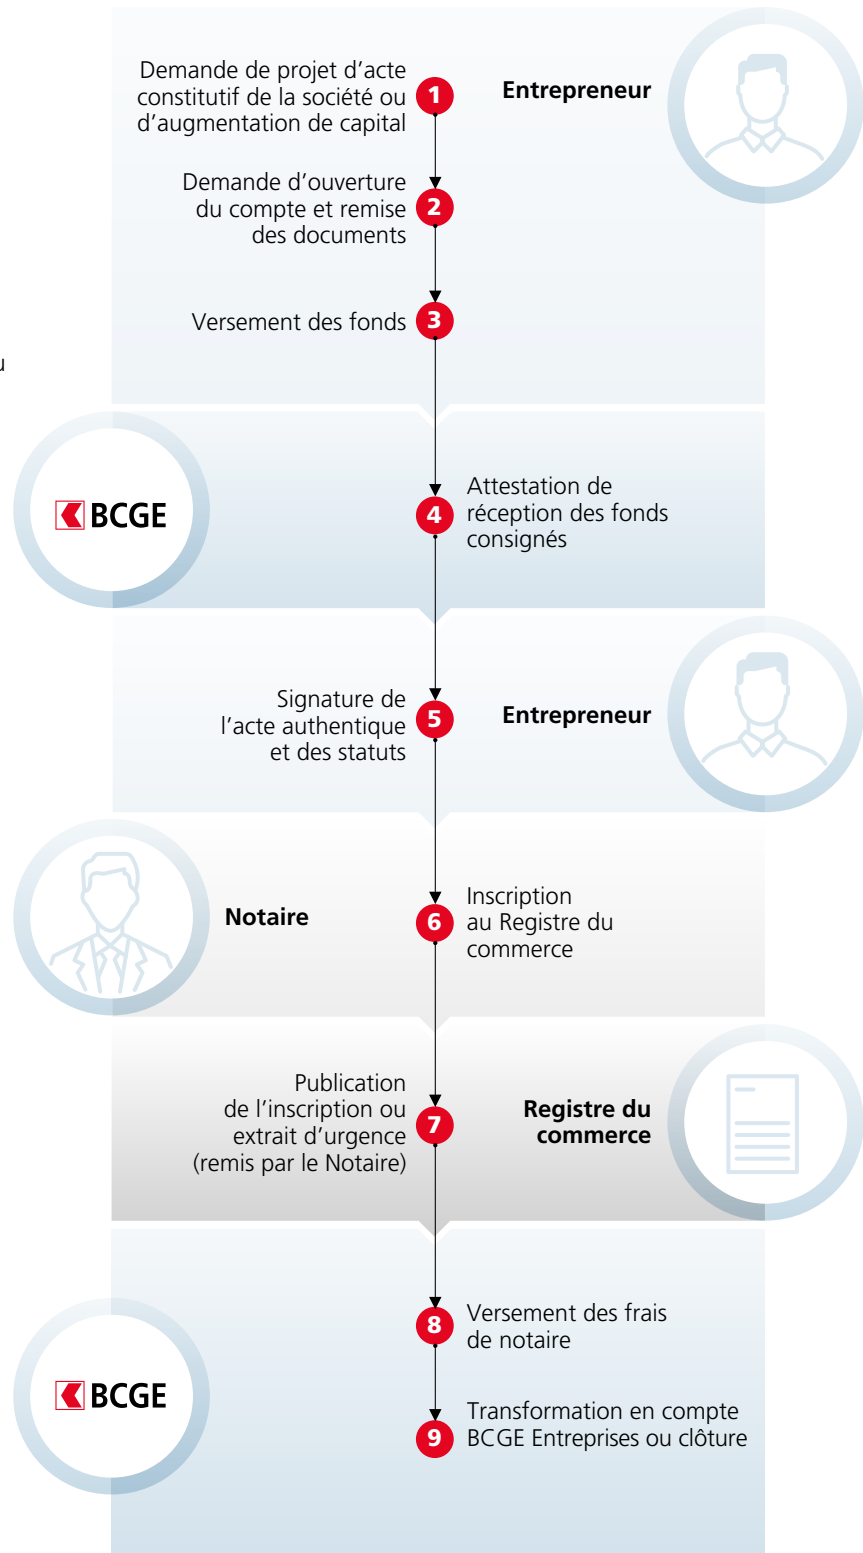 Demande de projet d’acte
constitutif de la société ou
d’augmentation de capital
1
Entrepreneur
Demande d’ouverture
du compte et remise
des documents
2
Versement des fonds
3
u
BCGE
4
Attestation de
réception des fonds
consignés
Signature de
l’acte authentique
et des statuts
5
Entrepreneur
Notaire
6
Inscription
au Registre du
commerce
Publication
de l’inscription ou
extrait d’urgence
(remis par le Notaire)
7
Registre du
commerce
8
Versement des frais
de notaire
BCGE
9
Transformation en compte
BCGE Entreprises ou clôture